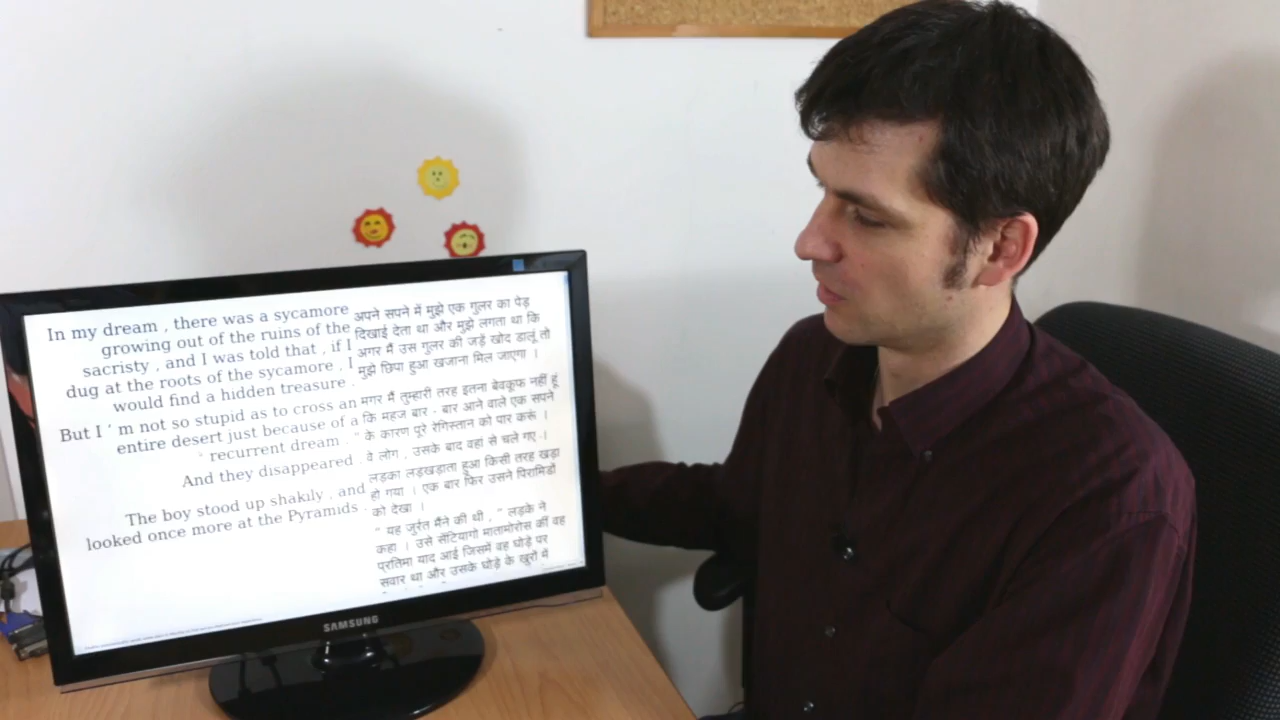 In my dream , there was a sycamore
growing out of the ruins of the
sacristy , and I was told that , if I
dug at the roots of the sycamore , I
would find a hidden treasure .
But I ' m not so stupid as to cross an
entire desert just because of a
recurrent dream . "
And they disappeared .
The boy stood up shakily , and
looked once more at the Pyramids .
अपने सपने में मुझे एक गुलर का पेड़
दिखाई देता था और मुझे लगता था कि
अगर मैं उस गुलर की जड़ें खोद डालूं तो
मुझे छिपा हुआ खजाना मिल जाएगा ।
मगर मैं तुम्हारी तरह इतना बेवकूफ नहीं हूं
कि महज बार - बार आने वाले एक सपने
के कारण पूरे रेगिस्तान को पार करूं ।
वे लोग , उसके बाद वहां से चले गए ।
लड़का लड़खड़ाता हुआ किसी तरह खड़ा
हो गया । एक बार फिर उसने पिरामिडों
को देखा ।
" यह जुर्रत मैंने की थी , " लड़के ने
कहा । उसे सेंटियागो मातामोरोस की वह
प्रतिमा याद आई जिसमें वह घोड़े पर
सवार था और उसके घोड़े के खुरों में
SAMSUNG